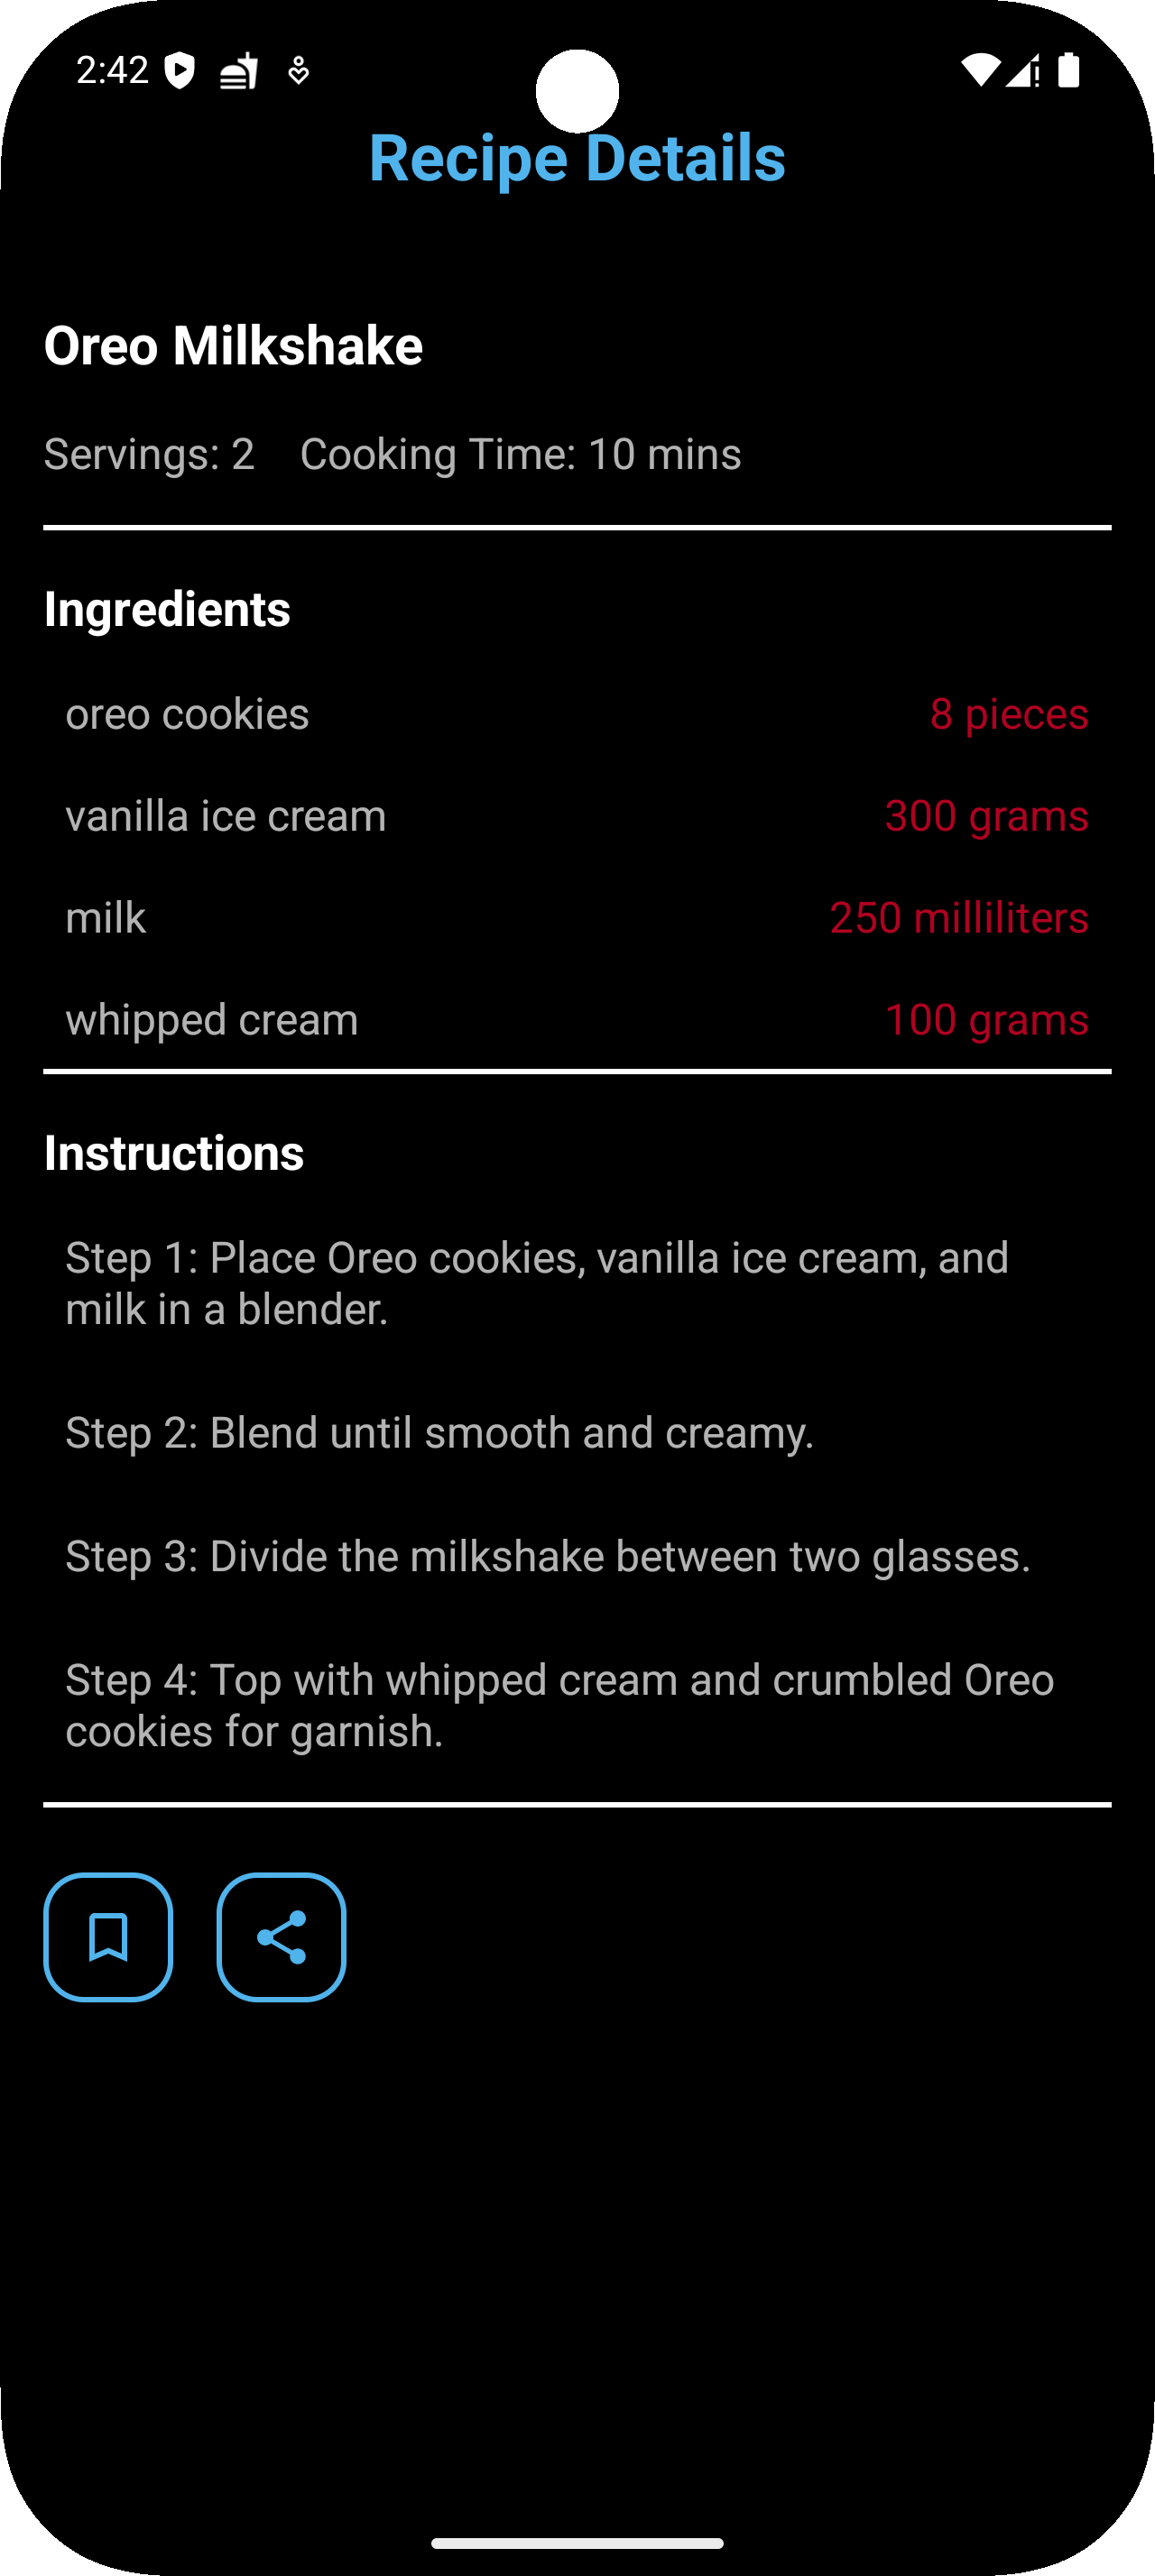 2:42
Recipe Details
Oreo Milkshake
Servings: 2 Cooking Time: 10 mins
Ingredients
oreo cookies 8 pieces
vanilla ice cream 300 grams
milk 250 milliliters
whipped cream 100 grams
Instructions
Step 1: Place Oreo cookies, vanilla ice cream, and
milk in a blender.
Step 2: Blend until smooth and creamy.
Step 3: Divide the milkshake between two glasses.
Step 4: Top with whipped cream and crumbled Oreo
cookies for garnish.